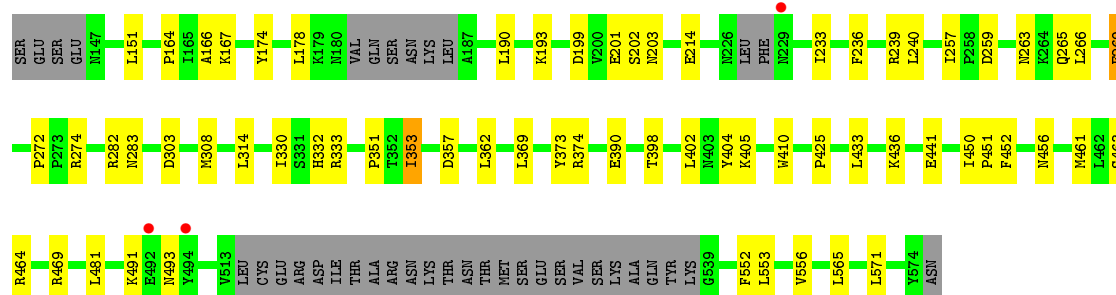 SER GLU SER GLU N147 L151 P164 I165 A166 K167 Y174 L178 K179 N180 VAL GLN SER ASN LYS LEU A187 L190 K193 D199 V200 E201 S202 N203 E214 N226 LEU PHE N229 I233 F236 R239 L240 I257 P258 D259 N263 K264 Q265 L266
P272 P273 R274 R282 N283 D303 M308 L314 I330 S331 H332 R333 P351 T352 I353 D357 L362 L369 Y373 R374 E390 T398 L402 N403 Y404 K405 W410 P425 L433 K436 E441 I450 P451 F452 N456 M461 L462
R464 R469 L481 K491 E492 N493 Y494 V513 LEU CYS GLU ARG ASP ILE THR ALA ARG ASN LYS THR ASN THR MET SER GLU SER VAL SER LYS ALA GLN TYR LYS G539 F552 L553 V556 L565 L571 Y574 ASN